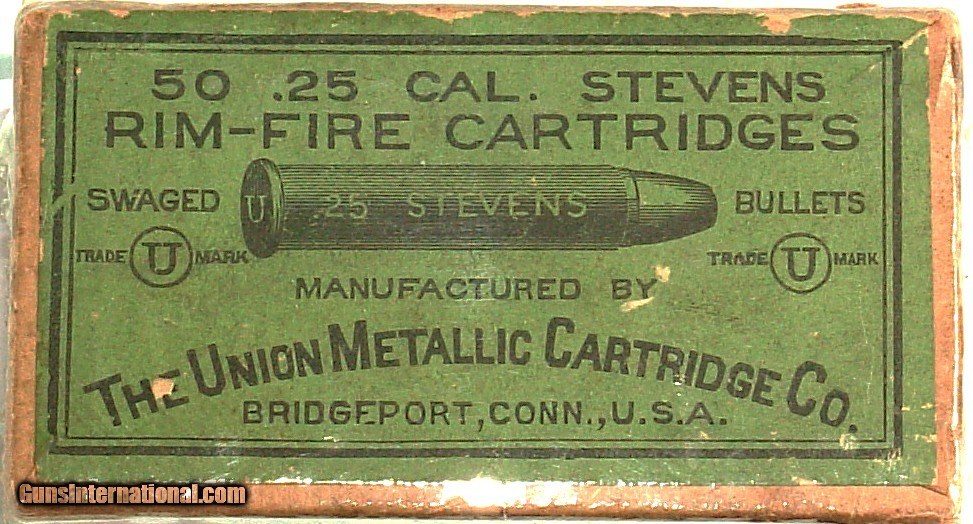 50 .25 CAL. STEVENS
RIM-FIRE CARTRIDGES
SWAGED U .25 STEVENS BULLETS
TRADE U MARK TRADE U MARK
MANUFACTURED BY
THE UNION METALLIC CARTRIDGE CO.
BRIDGEPORT, CONN., U.S.A.
GunsInternational.com